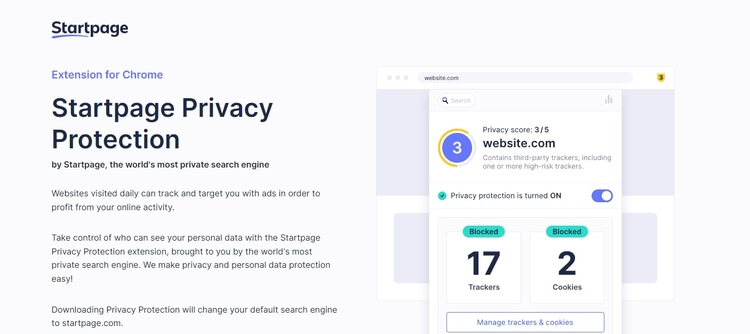 Startpage
Extension for Chrome
Startpage Privacy
Protection
by Startpage, the world's most private search engine
Websites visited daily can track and target you with ads in order to
profit from your online activity.
Take control of who can see your personal data with the Startpage
Privacy Protection extension, brought to you by the world's most
private search engine. We make privacy and personal data protection
easy!
Downloading Privacy Protection will change your default search engine
to startpage.com.
website.com
3
Search
3
Privacy score: 3/5
website.com
Contains third-party trackers, including
one or more high-risk trackers.
Privacy protection is turned ON
Blocked
17
Trackers
Blocked
2
Cookies
Manage trackers & cookies